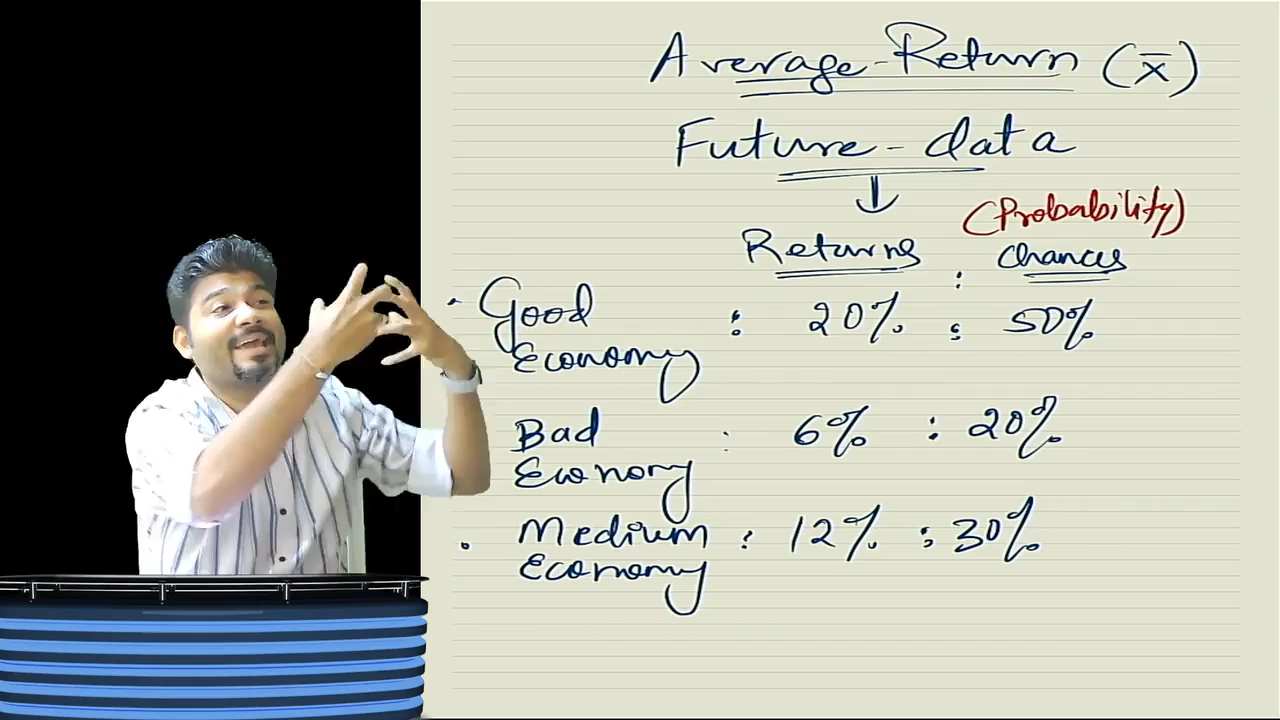 Average-Return (x̄)
Future-data
(Probability)
Returns : Chances
Good : 20% : 50%
Economy
Bad : 6% : 20%
Economy
Medium : 12% : 30%
Economy